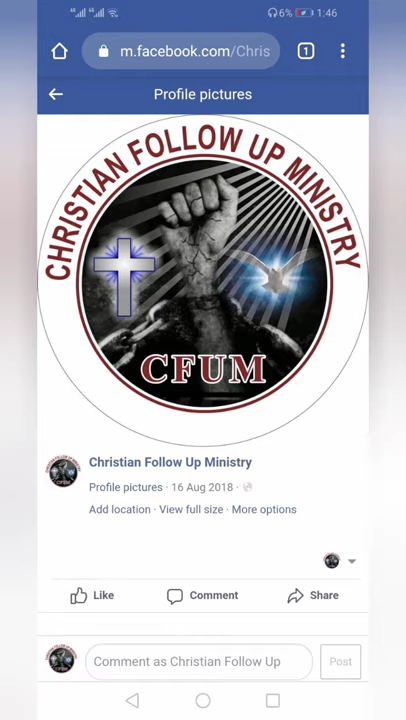 6% 1:46
m.facebook.com/Chris
1
Profile pictures
CHRISTIAN FOLLOW UP MINISTRY
CFUM
Christian Follow Up Ministry
Profile pictures · 16 Aug 2018 ·
Add location · View full size · More options
Like Comment Share
Comment as Christian Follow Up
Post